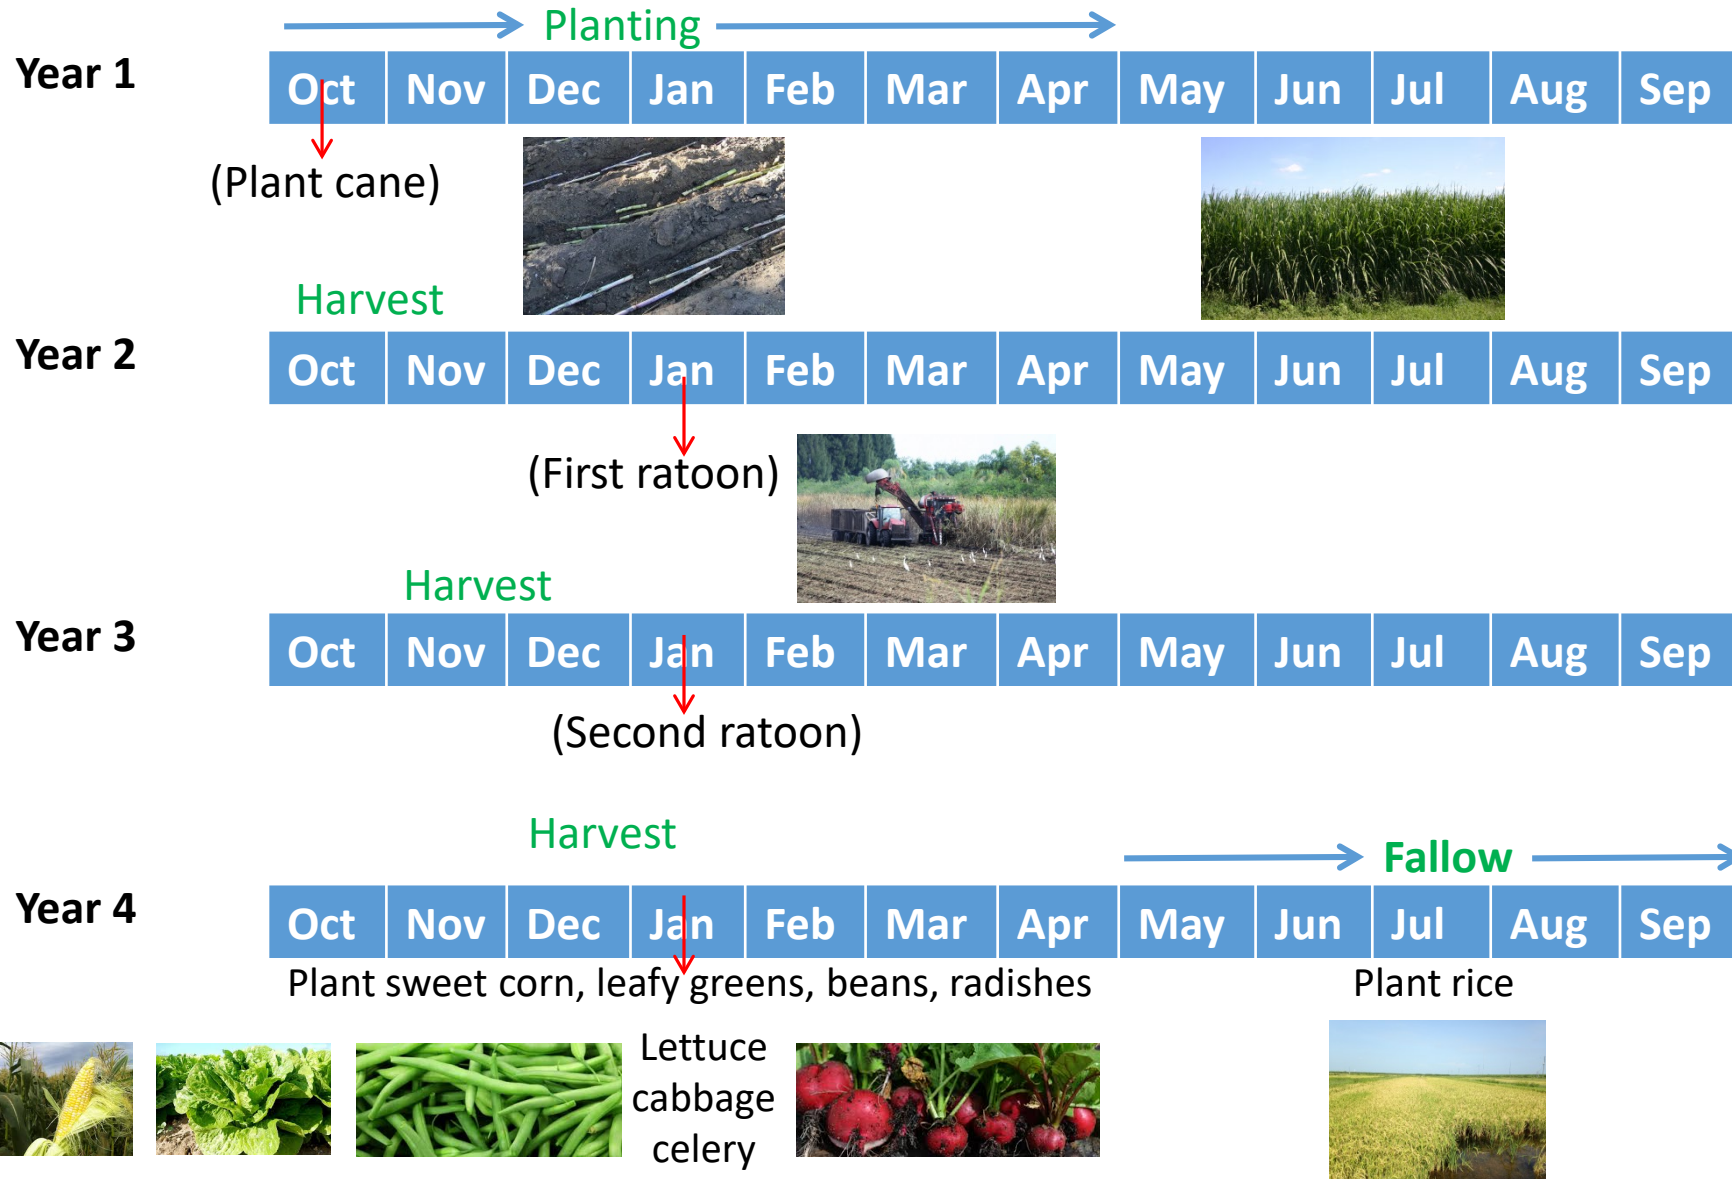 Planting
Year 1
Oct Nov Dec Jan Feb Mar Apr May Jun Jul Aug Sep
(Plant cane)
Harvest
Year 2
Oct Nov Dec Jan Feb Mar Apr May Jun Jul Aug Sep
(First ratoon)
Harvest
Year 3
Oct Nov Dec Jan Feb Mar Apr May Jun Jul Aug Sep
(Second ratoon)
Harvest
Fallow
Year 4
Oct Nov Dec Jan Feb Mar Apr May Jun Jul Aug Sep
Plant sweet corn, leafy greens, beans, radishes
Plant rice
Lettuce
cabbage
celery